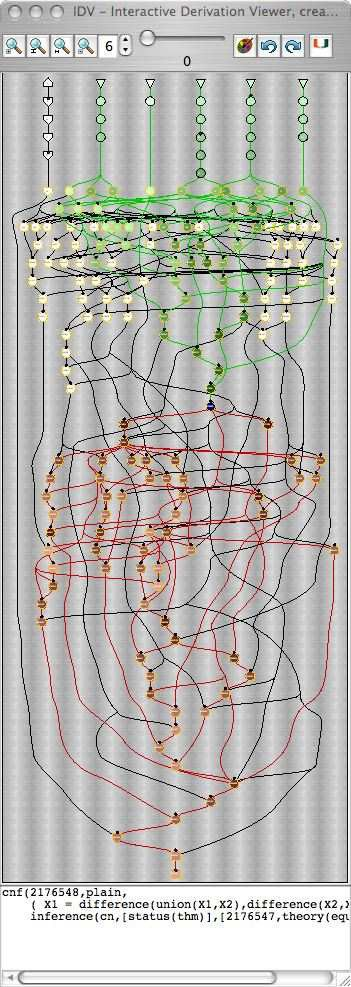 IDV - Interactive Derivation Viewer, crea...
6
0
cnf(2176548,plain,
( X1 = difference(union(X1,X2),difference(X2,X
inference(cn,[status(thm)],[2176547,theory(equ